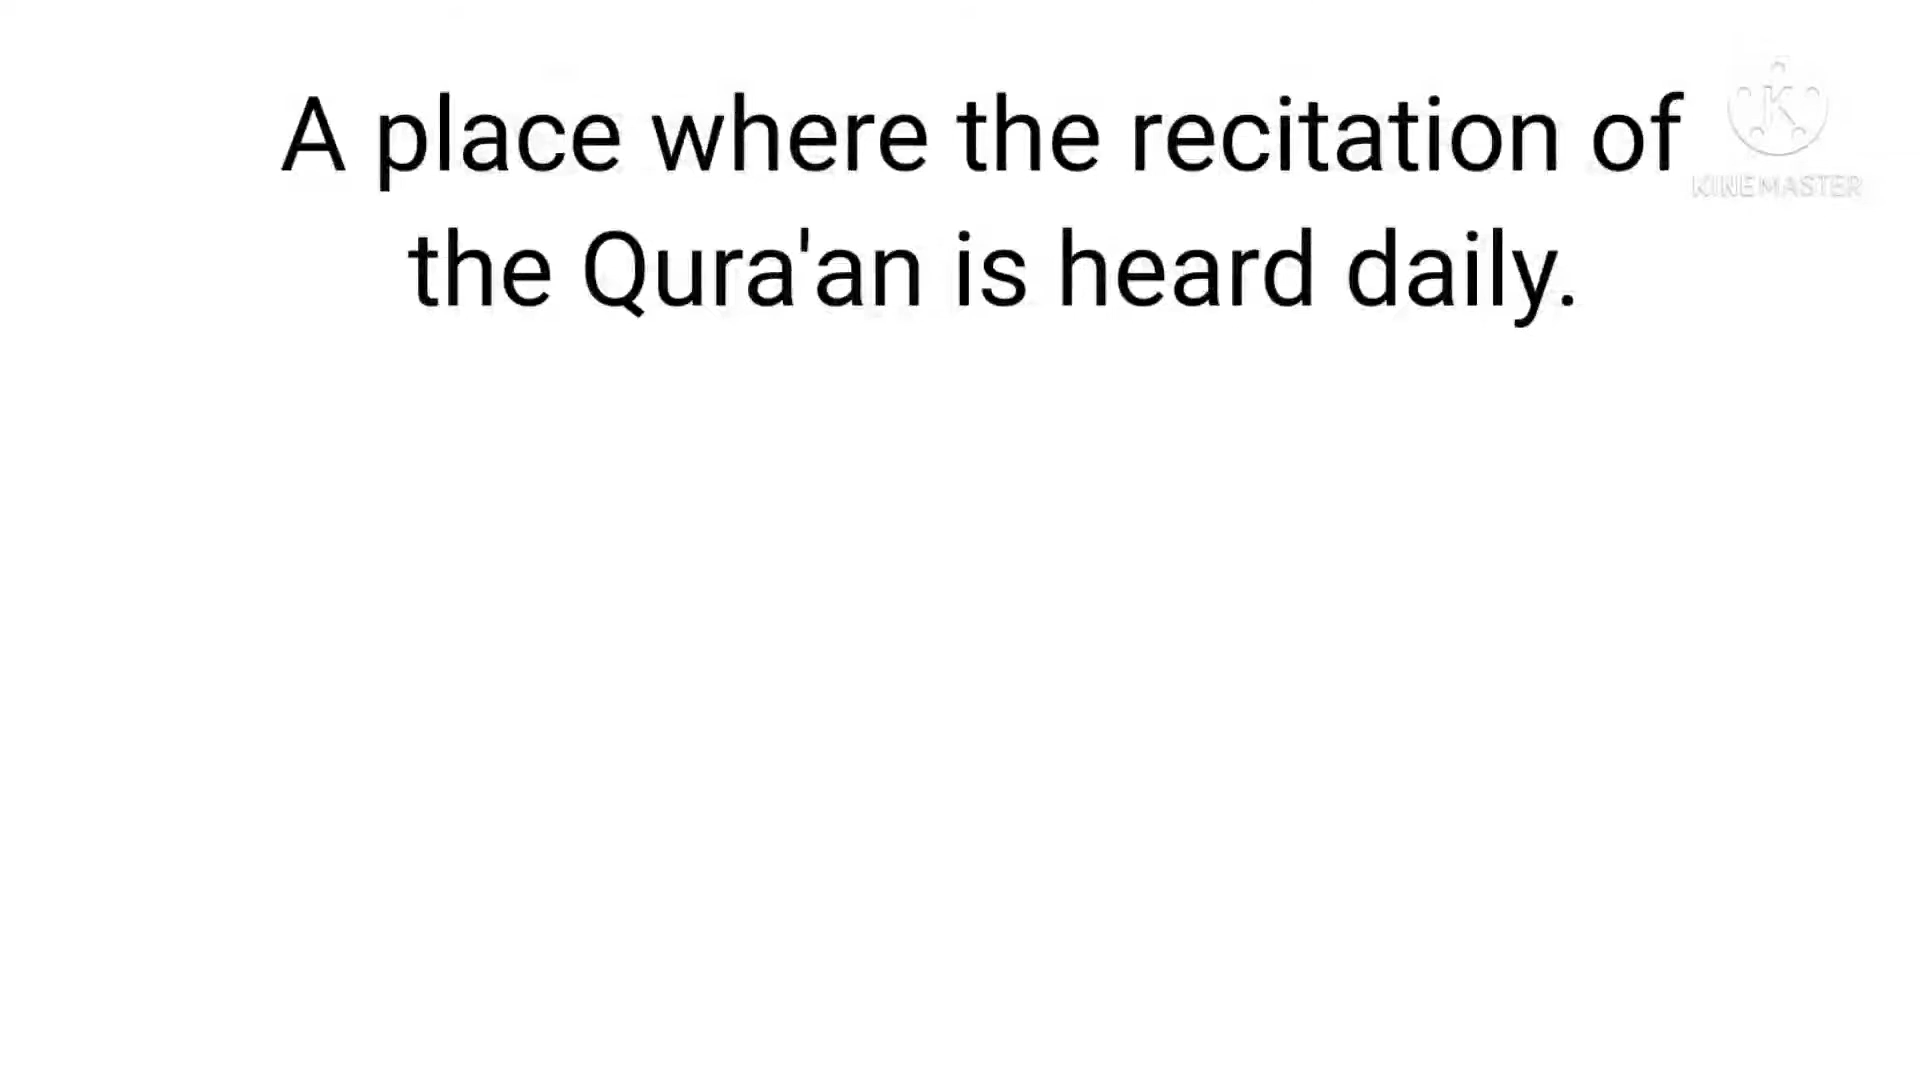 A place where the recitation of
the Qura'an is heard daily.
K
KINEMASTER